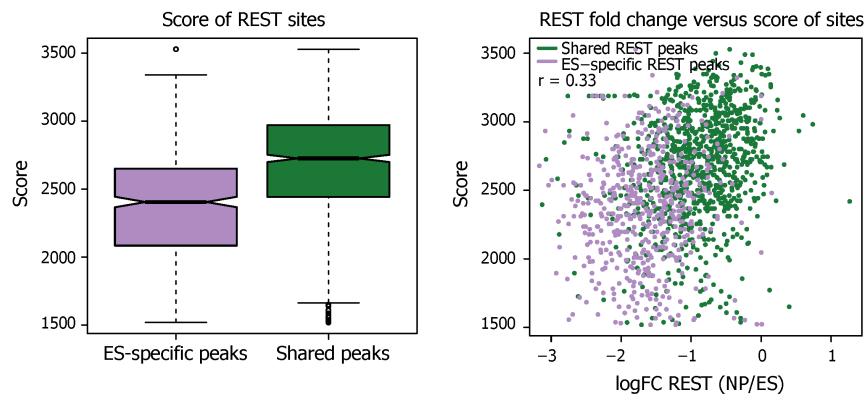 Score of REST sites
Score
3500
3000
2500
2000
1500
ES-specific peaks Shared peaks
REST fold change versus score of sites
Shared REST peaks
ES−specific REST peaks
r = 0.33
Score
3500
3000
2500
2000
1500
−3 −2 −1 0 1
logFC REST (NP/ES)